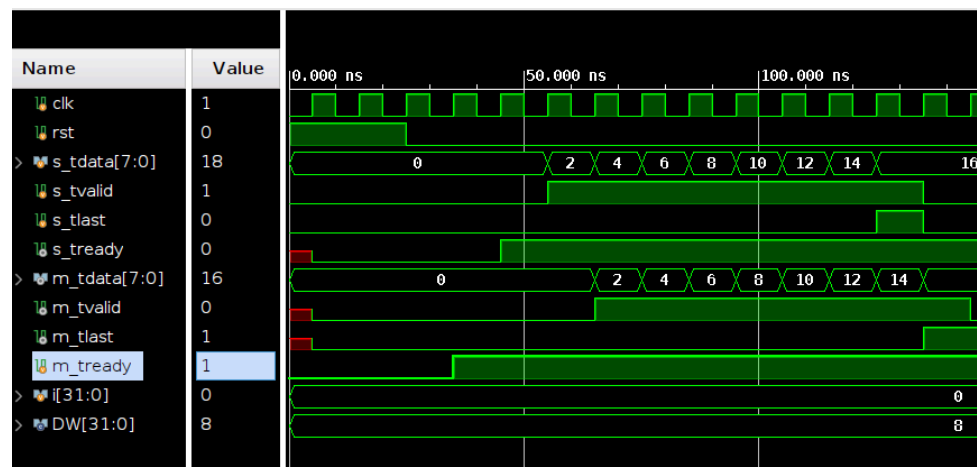 Name Value 0.000 ns 50.000 ns 100.000 ns
clk 1
rst 0
s_tdata[7:0] 18 0 2 4 6 8 10 12 14 16
s_tvalid 1
s_tlast 0
s_tready 0
m_tdata[7:0] 16 0 2 4 6 8 10 12 14
m_tvalid 0
m_tlast 1
m_tready 1
i[31:0] 0 0
DW[31:0] 8 8